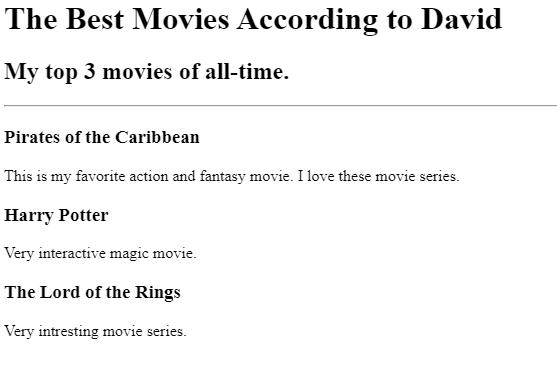 The Best Movies According to David
My top 3 movies of all-time.
Pirates of the Caribbean
This is my favorite action and fantasy movie. I love these movie series.
Harry Potter
Very interactive magic movie.
The Lord of the Rings
Very intresting movie series.